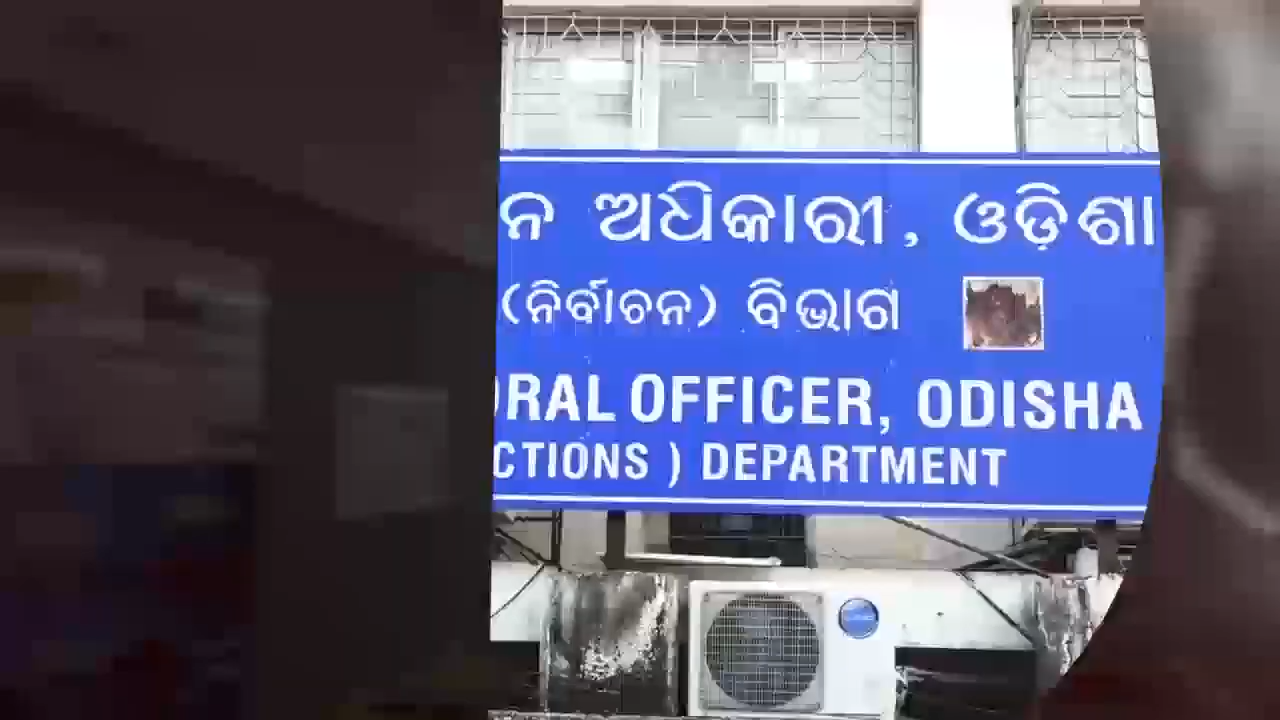 ନ ଅଧିକାରୀ, ଓଡ଼ିଶା
(ନିର୍ବାଚନ) ବିଭାଗ
ORAL OFFICER, ODISHA
CTIONS ) DEPARTMENT